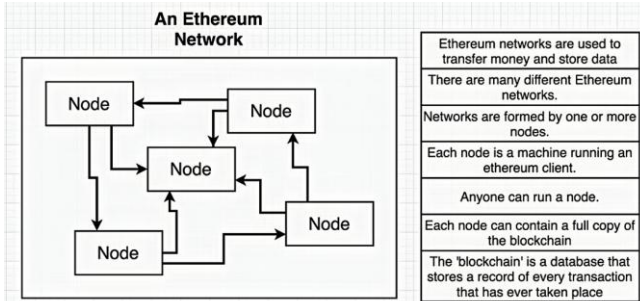 An Ethereum
Network
Node
Node
Node
Node
Node
Ethereum networks are used to
transfer money and store data
There are many different Ethereum
networks.
Networks are formed by one or more
nodes.
Each node is a machine running an
ethereum client.
Anyone can run a node.
Each node can contain a full copy of
the blockchain
The 'blockchain' is a database that
stores a record of every transaction
that has ever taken place